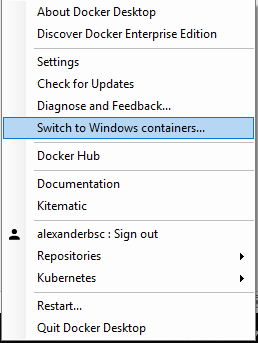 About Docker Desktop
Discover Docker Enterprise Edition
Settings
Check for Updates
Diagnose and Feedback...
Switch to Windows containers...
Docker Hub
Documentation
Kitematic
alexanderbsc : Sign out
Repositories
Kubernetes
Restart...
Quit Docker Desktop